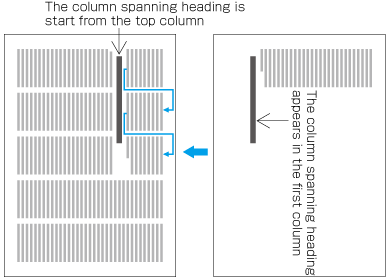 The column spanning heading is
start from the top column
The column spanning heading
appears in the first column